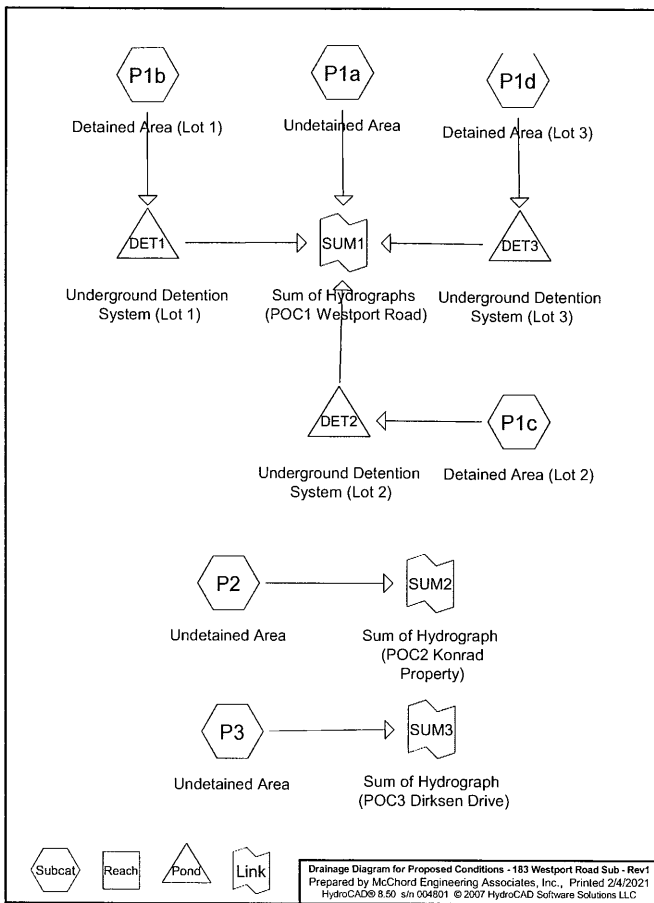 P1b
P1a
P1d
Detained Area (Lot 1)
Undetained Area
Detained Area (Lot 3)
DET1
SUM1
DET3
Underground Detention
System (Lot 1)
Sum of Hydrographs
(POC1 Westport Road)
Underground Detention
System (Lot 3)
DET2
P1c
Underground Detention
System (Lot 2)
Detained Area (Lot 2)
P2
SUM2
Undetained Area
Sum of Hydrograph
(POC2 Konrad
Property)
P3
SUM3
Undetained Area
Sum of Hydrograph
(POC3 Dirksen Drive)
Subcat
Reach
Pond
Link
Drainage Diagram for Proposed Conditions - 183 Westport Road Sub - Rev1
Prepared by McChord Engineering Associates, Inc., Printed 2/4/2021
HydroCAD® 8.50 s/n 004801 © 2007 HydroCAD Software Solutions LLC